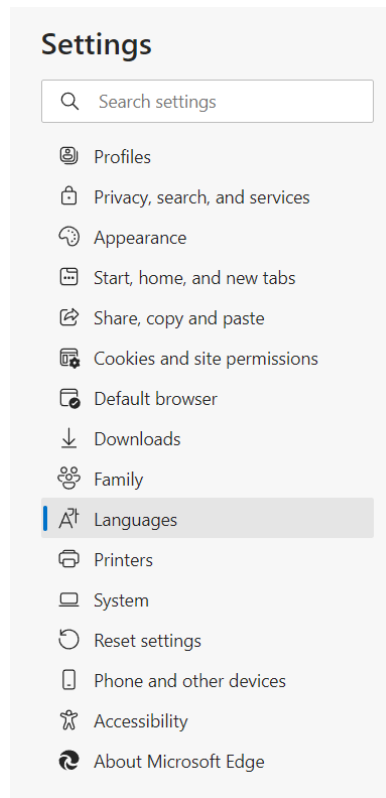 Settings
Search settings
Profiles
Privacy, search, and services
Appearance
Start, home, and new tabs
Share, copy and paste
Cookies and site permissions
Default browser
Downloads
Family
Languages
Printers
System
Reset settings
Phone and other devices
Accessibility
About Microsoft Edge